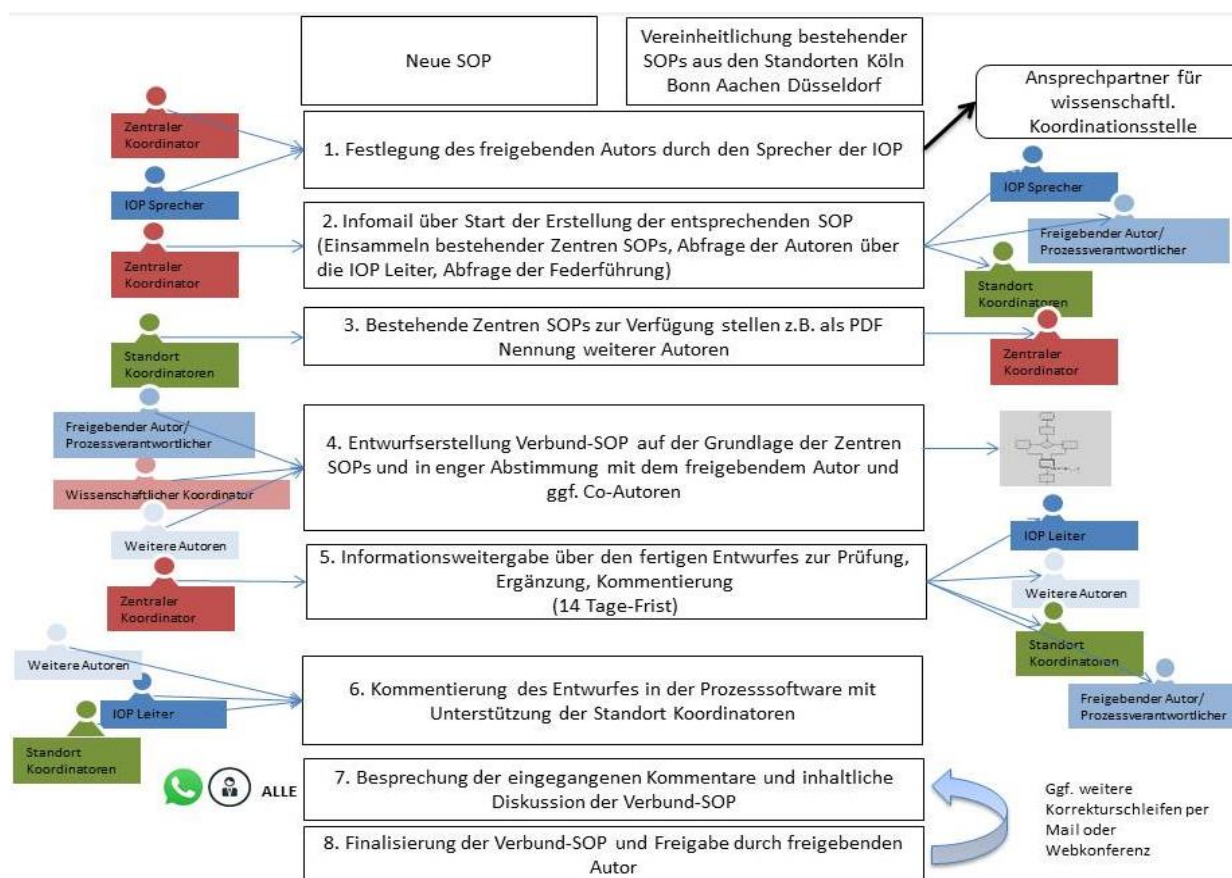 Neue SOP
Vereinheitlichung bestehender
SOPs aus den Standorten Köln
Bonn Aachen Düsseldorf
Ansprechpartner für
wissenschaftl.
Koordinationsstelle
Zentraler
Koordinator
IOP Sprecher
1. Festlegung des freigebenden Autors durch den Sprecher der IOP
Zentraler
Koordinator
2. Infomail über Start der Erstellung der entsprechenden SOP
(Einsammeln bestehender Zentren SOPs, Abfrage der Autoren über
die IOP Leiter, Abfrage der Federführung)
IOP Sprecher
Freigebender Autor/
Prozessverantwortlicher
Standort
Koordinatoren
Standort
Koordinatoren
3. Bestehende Zentren SOPs zur Verfügung stellen z.B. als PDF
Nennung weiterer Autoren
Zentraler
Koordinator
Freigebender Autor/
Prozessverantwortlicher
Wissenschaftlicher Koordinator
Weitere Autoren
4. Entwurfserstellung Verbund-SOP auf der Grundlage der Zentren
SOPs und in enger Abstimmung mit dem freigebendem Autor und
ggf. Co-Autoren
Zentraler
Koordinator
5. Informationsweitergabe über den fertigen Entwurfes zur Prüfung,
Ergänzung, Kommentierung
(14 Tage-Frist)
IOP Leiter
Weitere Autoren
Standort
Koordinatoren
Freigebender Autor/
Prozessverantwortlicher
Weitere Autoren
IOP Leiter
Standort
Koordinatoren
6. Kommentierung des Entwurfes in der Prozesssoftware mit
Unterstützung der Standort Koordinatoren
ALLE
7. Besprechung der eingegangenen Kommentare und inhaltliche
Diskussion der Verbund-SOP
Ggf. weitere
Korrekturschleifen per
Mail oder
Webkonferenz
8. Finalisierung der Verbund-SOP und Freigabe durch freigebenden
Autor